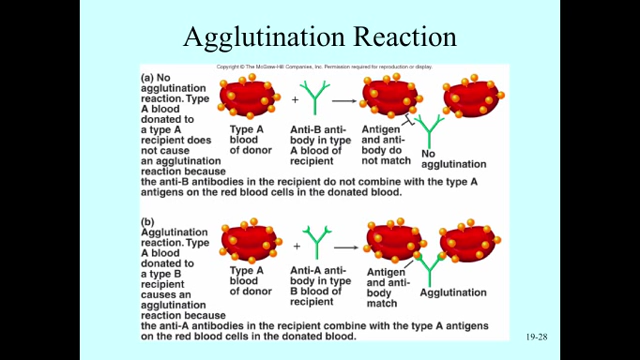 Agglutination Reaction
Copyright © The McGraw-Hill Companies, Inc. Permission required for reproduction or display.
(a) No
agglutination
reaction. Type
A blood
donated to
a type A
recipient does
not cause
an agglutination
reaction because
the anti-B antibodies in the recipient do not combine with the type A
antigens on the red blood cells in the donated blood.
+
Type A
blood
of donor
Anti-B anti-
body in type
A blood of
recipient
Antigen
and anti-
body do
not match
No
agglutination
(b)
Agglutination
reaction. Type
A blood
donated to
a type B
recipient
causes an
agglutination
reaction because
the anti-A antibodies in the recipient combine with the type A antigens
on the red blood cells in the donated blood.
+
Type A
blood
of donor
Anti-A anti-
body in type
B blood of
recipient
Antigen
and anti-
body
match
Agglutination
19-28